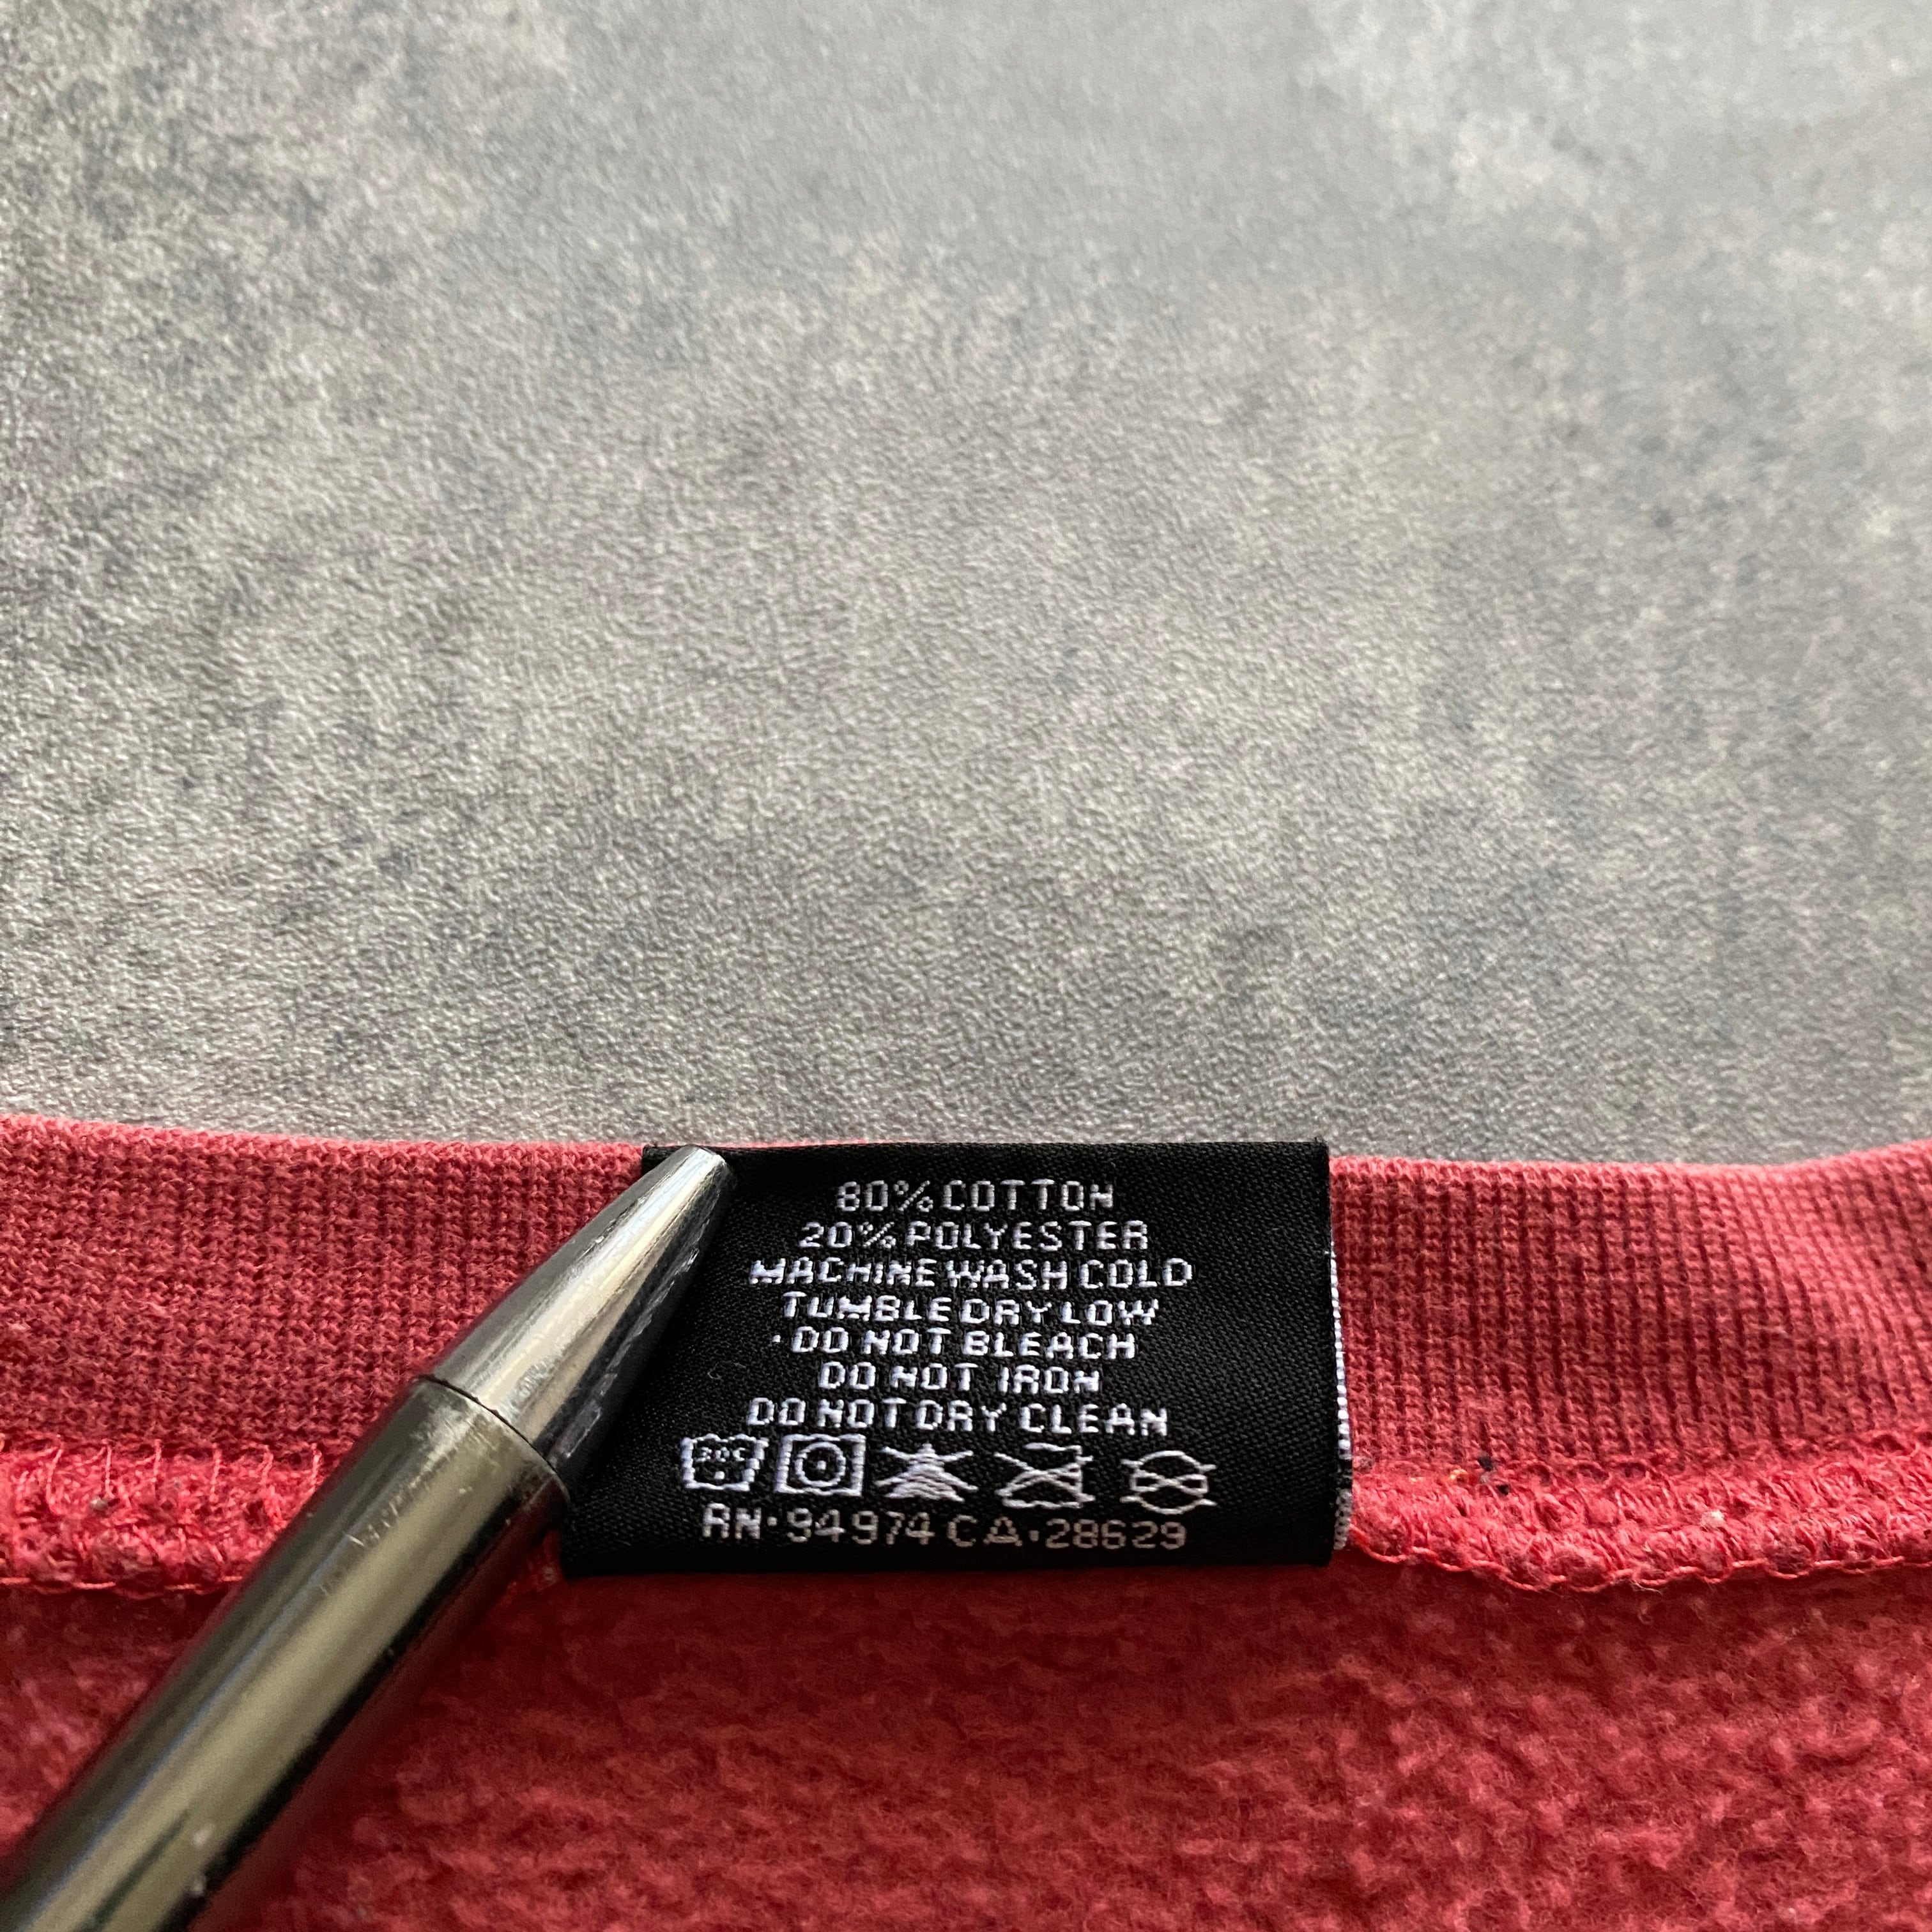 80% COTTON
20% POLYESTER
MACHINE WASH COLD
TUMBLE DRY LOW
DO NOT BLEACH
DO NOT IRON
DO NOT DRY CLEAN
30C
RN·94974 CA·28629